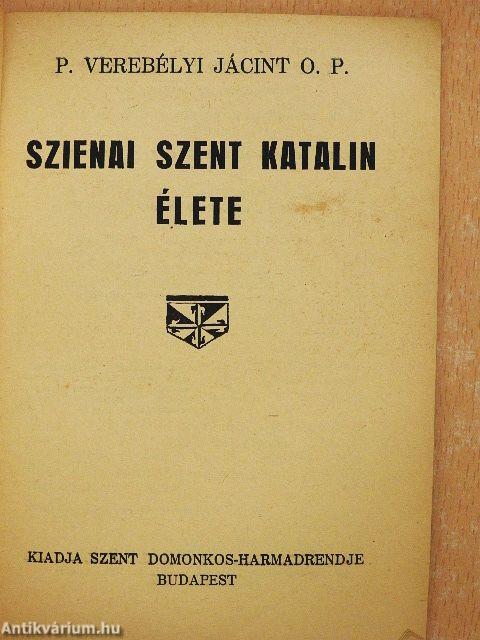 P. VEREBÉLYI JÁCINT O. P.
SZIENAI SZENT KATALIN
ÉLETE
KIADJA SZENT DOMONKOS-HARMADRENDJE
BUDAPEST
Antikvárium.hu